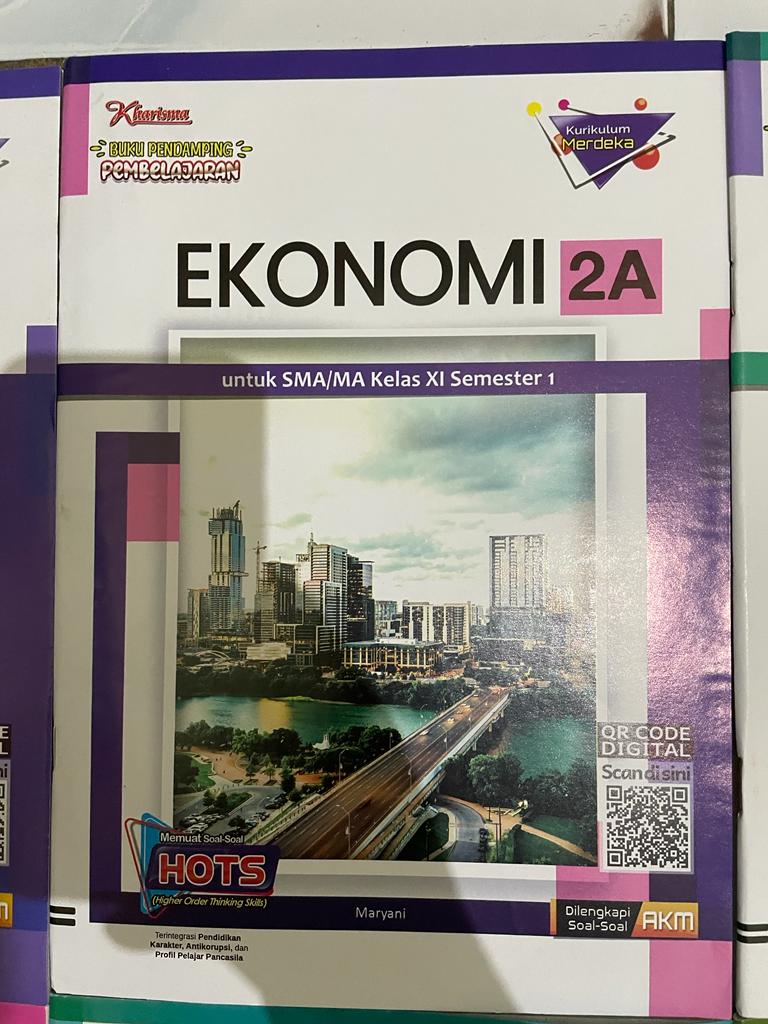 Kharisma
BUKU PENDAMPING
PEMBELAJARAN
Kurikulum
Merdeka
EKONOMI 2A
untuk SMA/MA Kelas XI Semester 1
QR CODE
DIGITAL
Scan di sini
Memuat Soal-Soal
HOTS
(Higher Order Thinking Skills)
Maryani
Dilengkapi
Soal-Soal
AKM
Terintegrasi Pendidikan
Karakter, Antikorupsi, dan
Profil Pelajar Pancasila